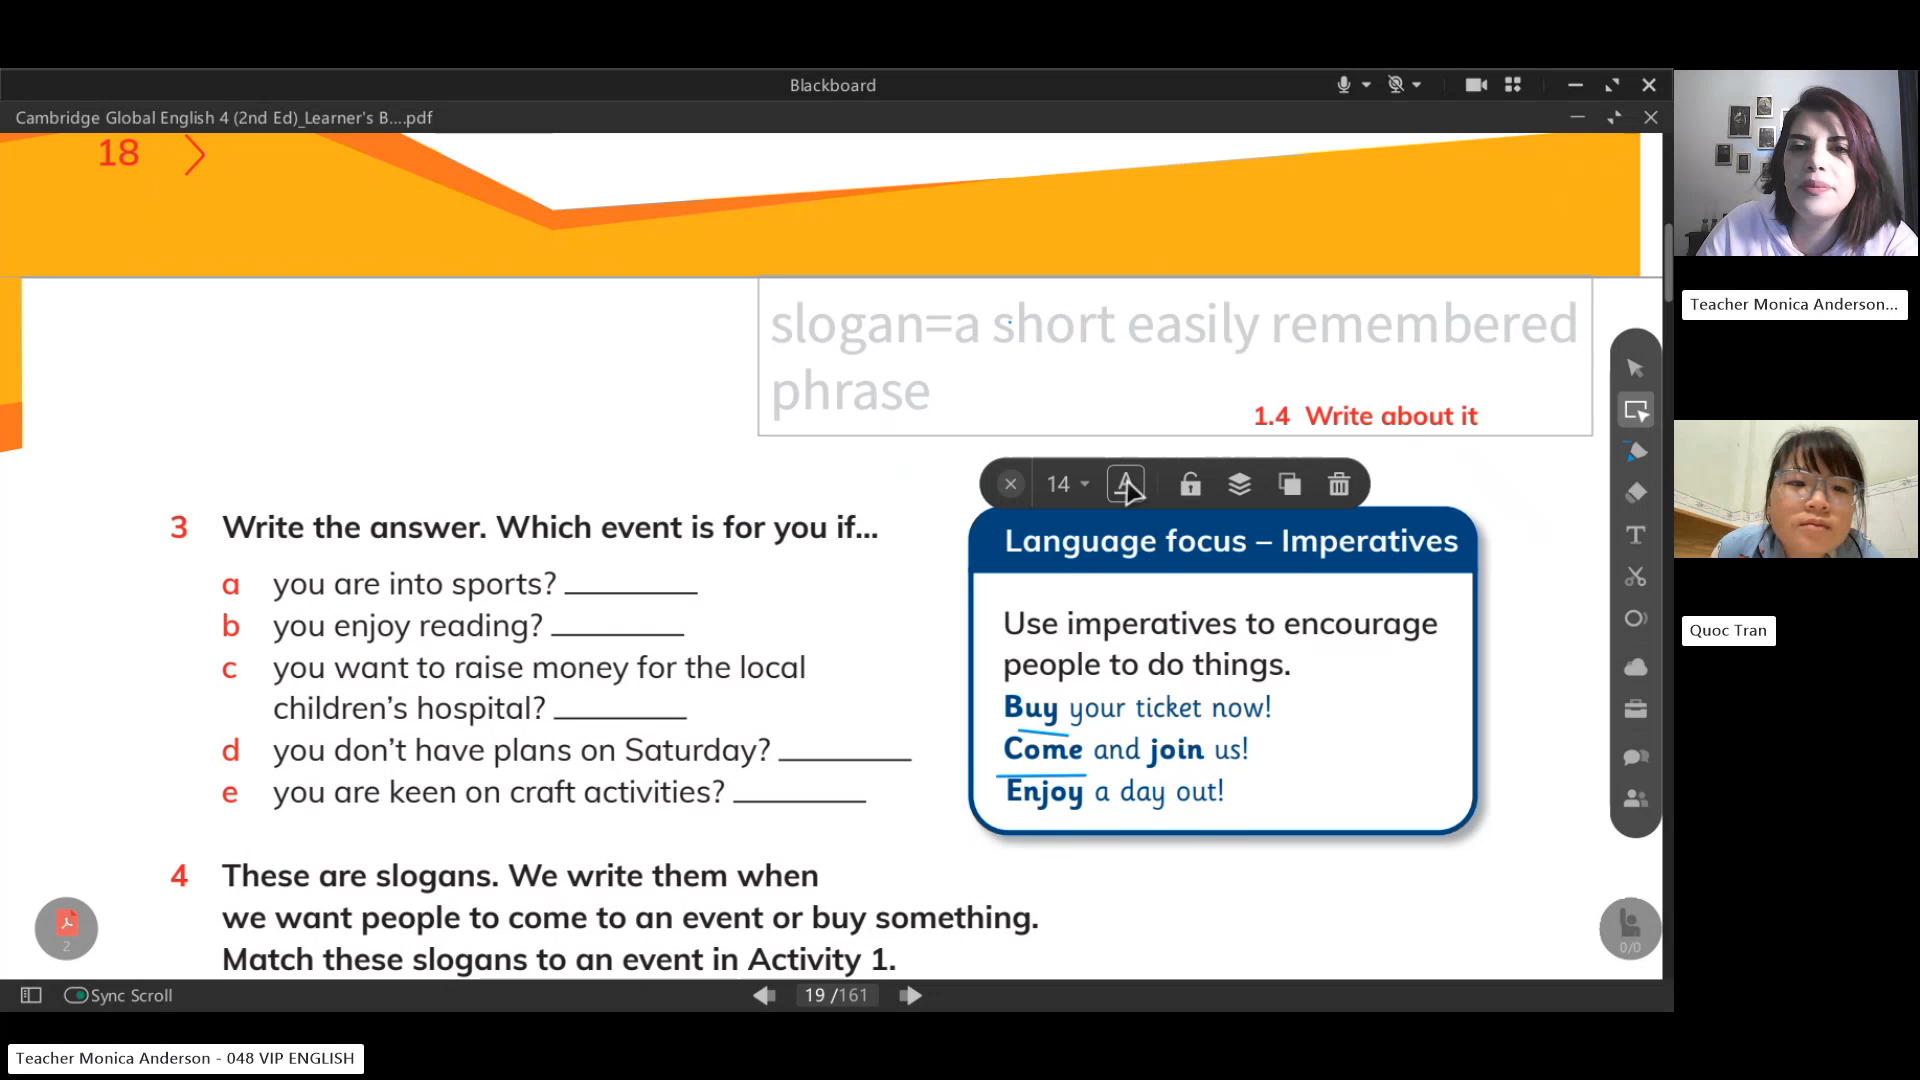 Blackboard
Cambridge Global English 4 (2nd Ed)_Learner's B....pdf
18
slogan=a short easily remembered
phrase
1.4 Write about it
14
3 Write the answer. Which event is for you if...
a you are into sports? ________
b you enjoy reading? ________
c you want to raise money for the local
children's hospital? ________
d you don't have plans on Saturday? ________
e you are keen on craft activities? ________
Language focus – Imperatives
Use imperatives to encourage
people to do things.
Buy your ticket now!
Come and join us!
Enjoy a day out!
4 These are slogans. We write them when
we want people to come to an event or buy something.
Match these slogans to an event in Activity 1.
2
0/0
Sync Scroll
19 /161
Teacher Monica Anderson...
Quoc Tran
Teacher Monica Anderson - 048 VIP ENGLISH